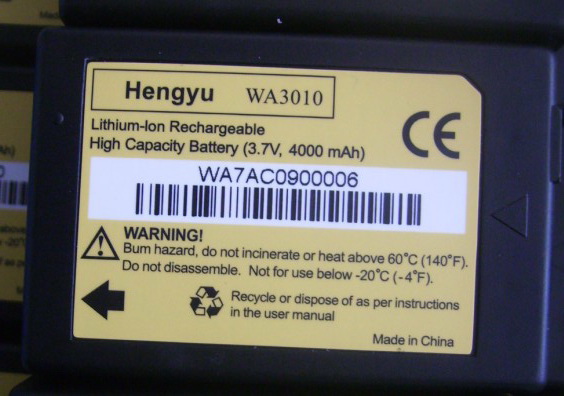 Hengyu WA3010
Lithium-Ion Rechargeable
High Capacity Battery (3.7V, 4000 mAh)
CE
WA7AC0900006
WARNING!
Burn hazard, do not incinerate or heat above 60°C (140°F).
Do not disassemble. Not for use below -20°C (-4°F).
Recycle or dispose of as per instructions
in the user manual
Made in China